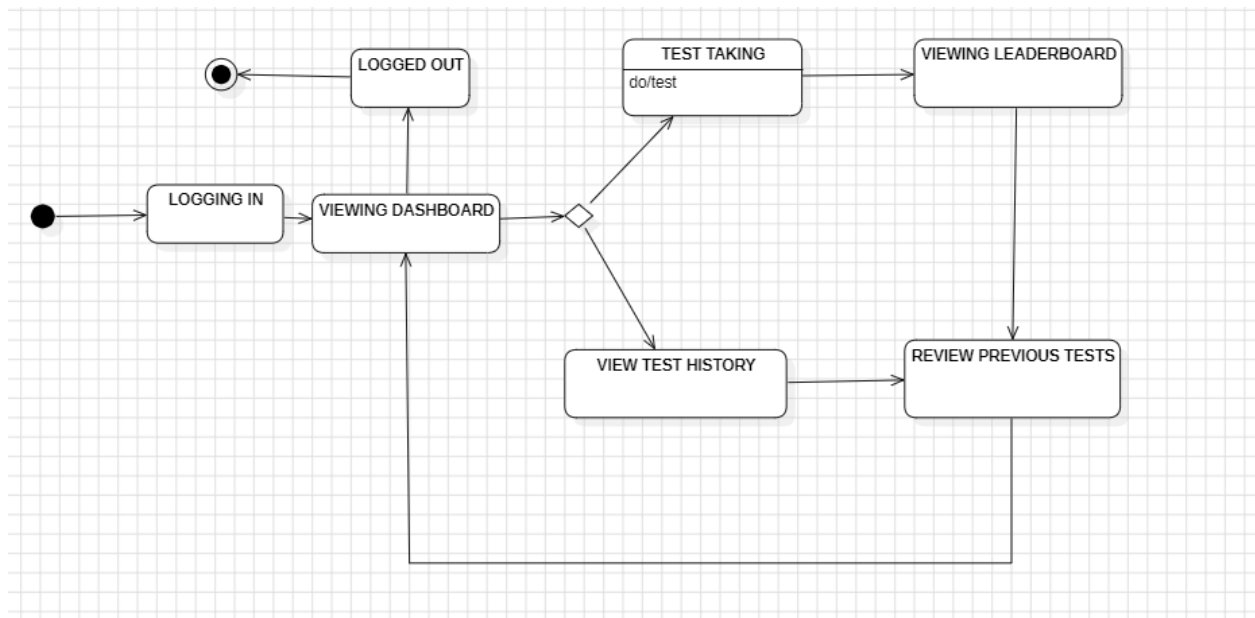 LOGGED OUT
TEST TAKING
do/test
VIEWING LEADERBOARD
LOGGING IN
VIEWING DASHBOARD
VIEW TEST HISTORY
REVIEW PREVIOUS TESTS